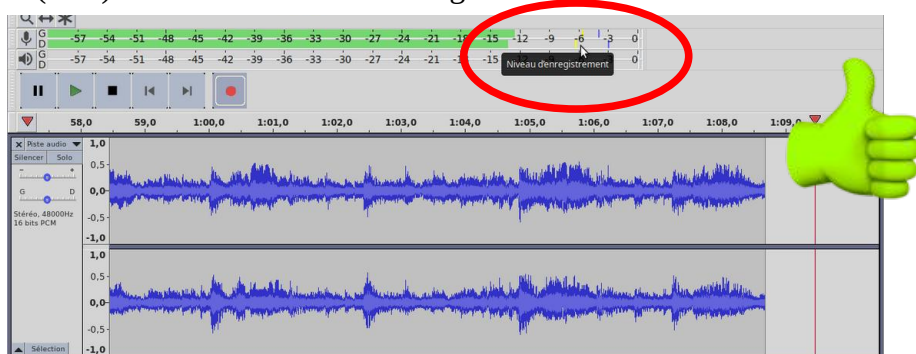 G -57 -54 -51 -48 -45 -42 -39 -36 -33 -30 -27 -24 -21 -18 -15 -12 -9 -6 -3 0
D
G -57 -54 -51 -48 -45 -42 -39 -36 -33 -30 -27 -24 -21 -15 0
D
Niveau d'enregistrement
58,0 59,0 1:00,0 1:01,0 1:02,0 1:03,0 1:04,0 1:05,0 1:06,0 1:07,0 1:08,0 1:09,0
X Piste audio 1,0
Silencer Solo 0,5
- +
0,0
G D
Stéréo, 48000Hz -0,5
16 bits PCM
-1,0
1,0
0,5
0,0
-0,5
Sélection -1,0